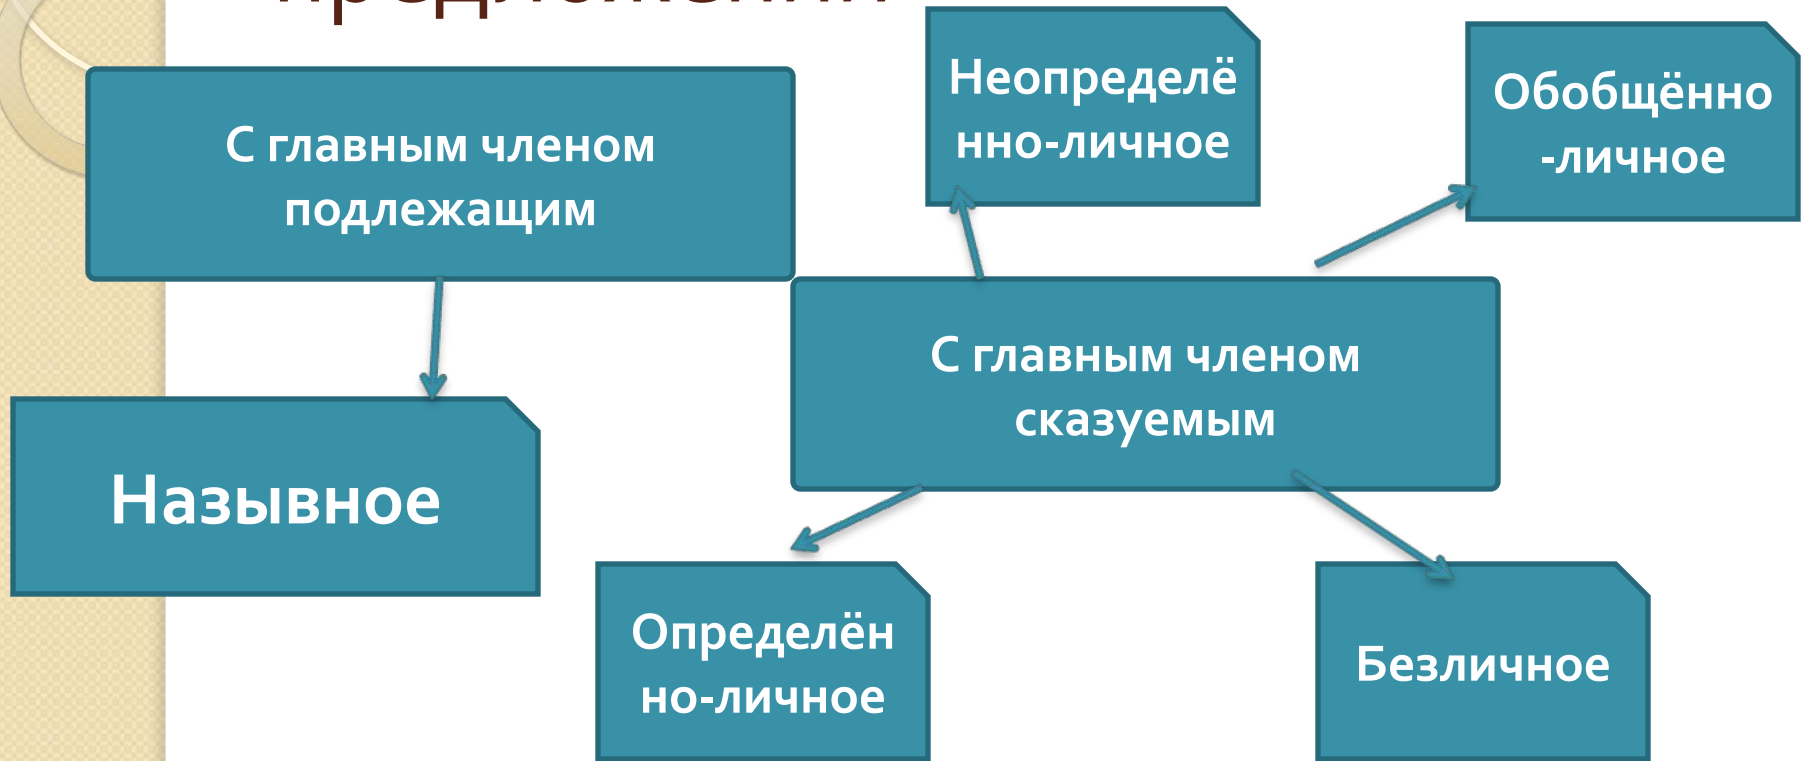 С главным членом
подлежащим
Неопределё
нно-личное
Обобщённо
-личное
С главным членом
сказуемым
Назывное
Определён
но-личное
Безличное